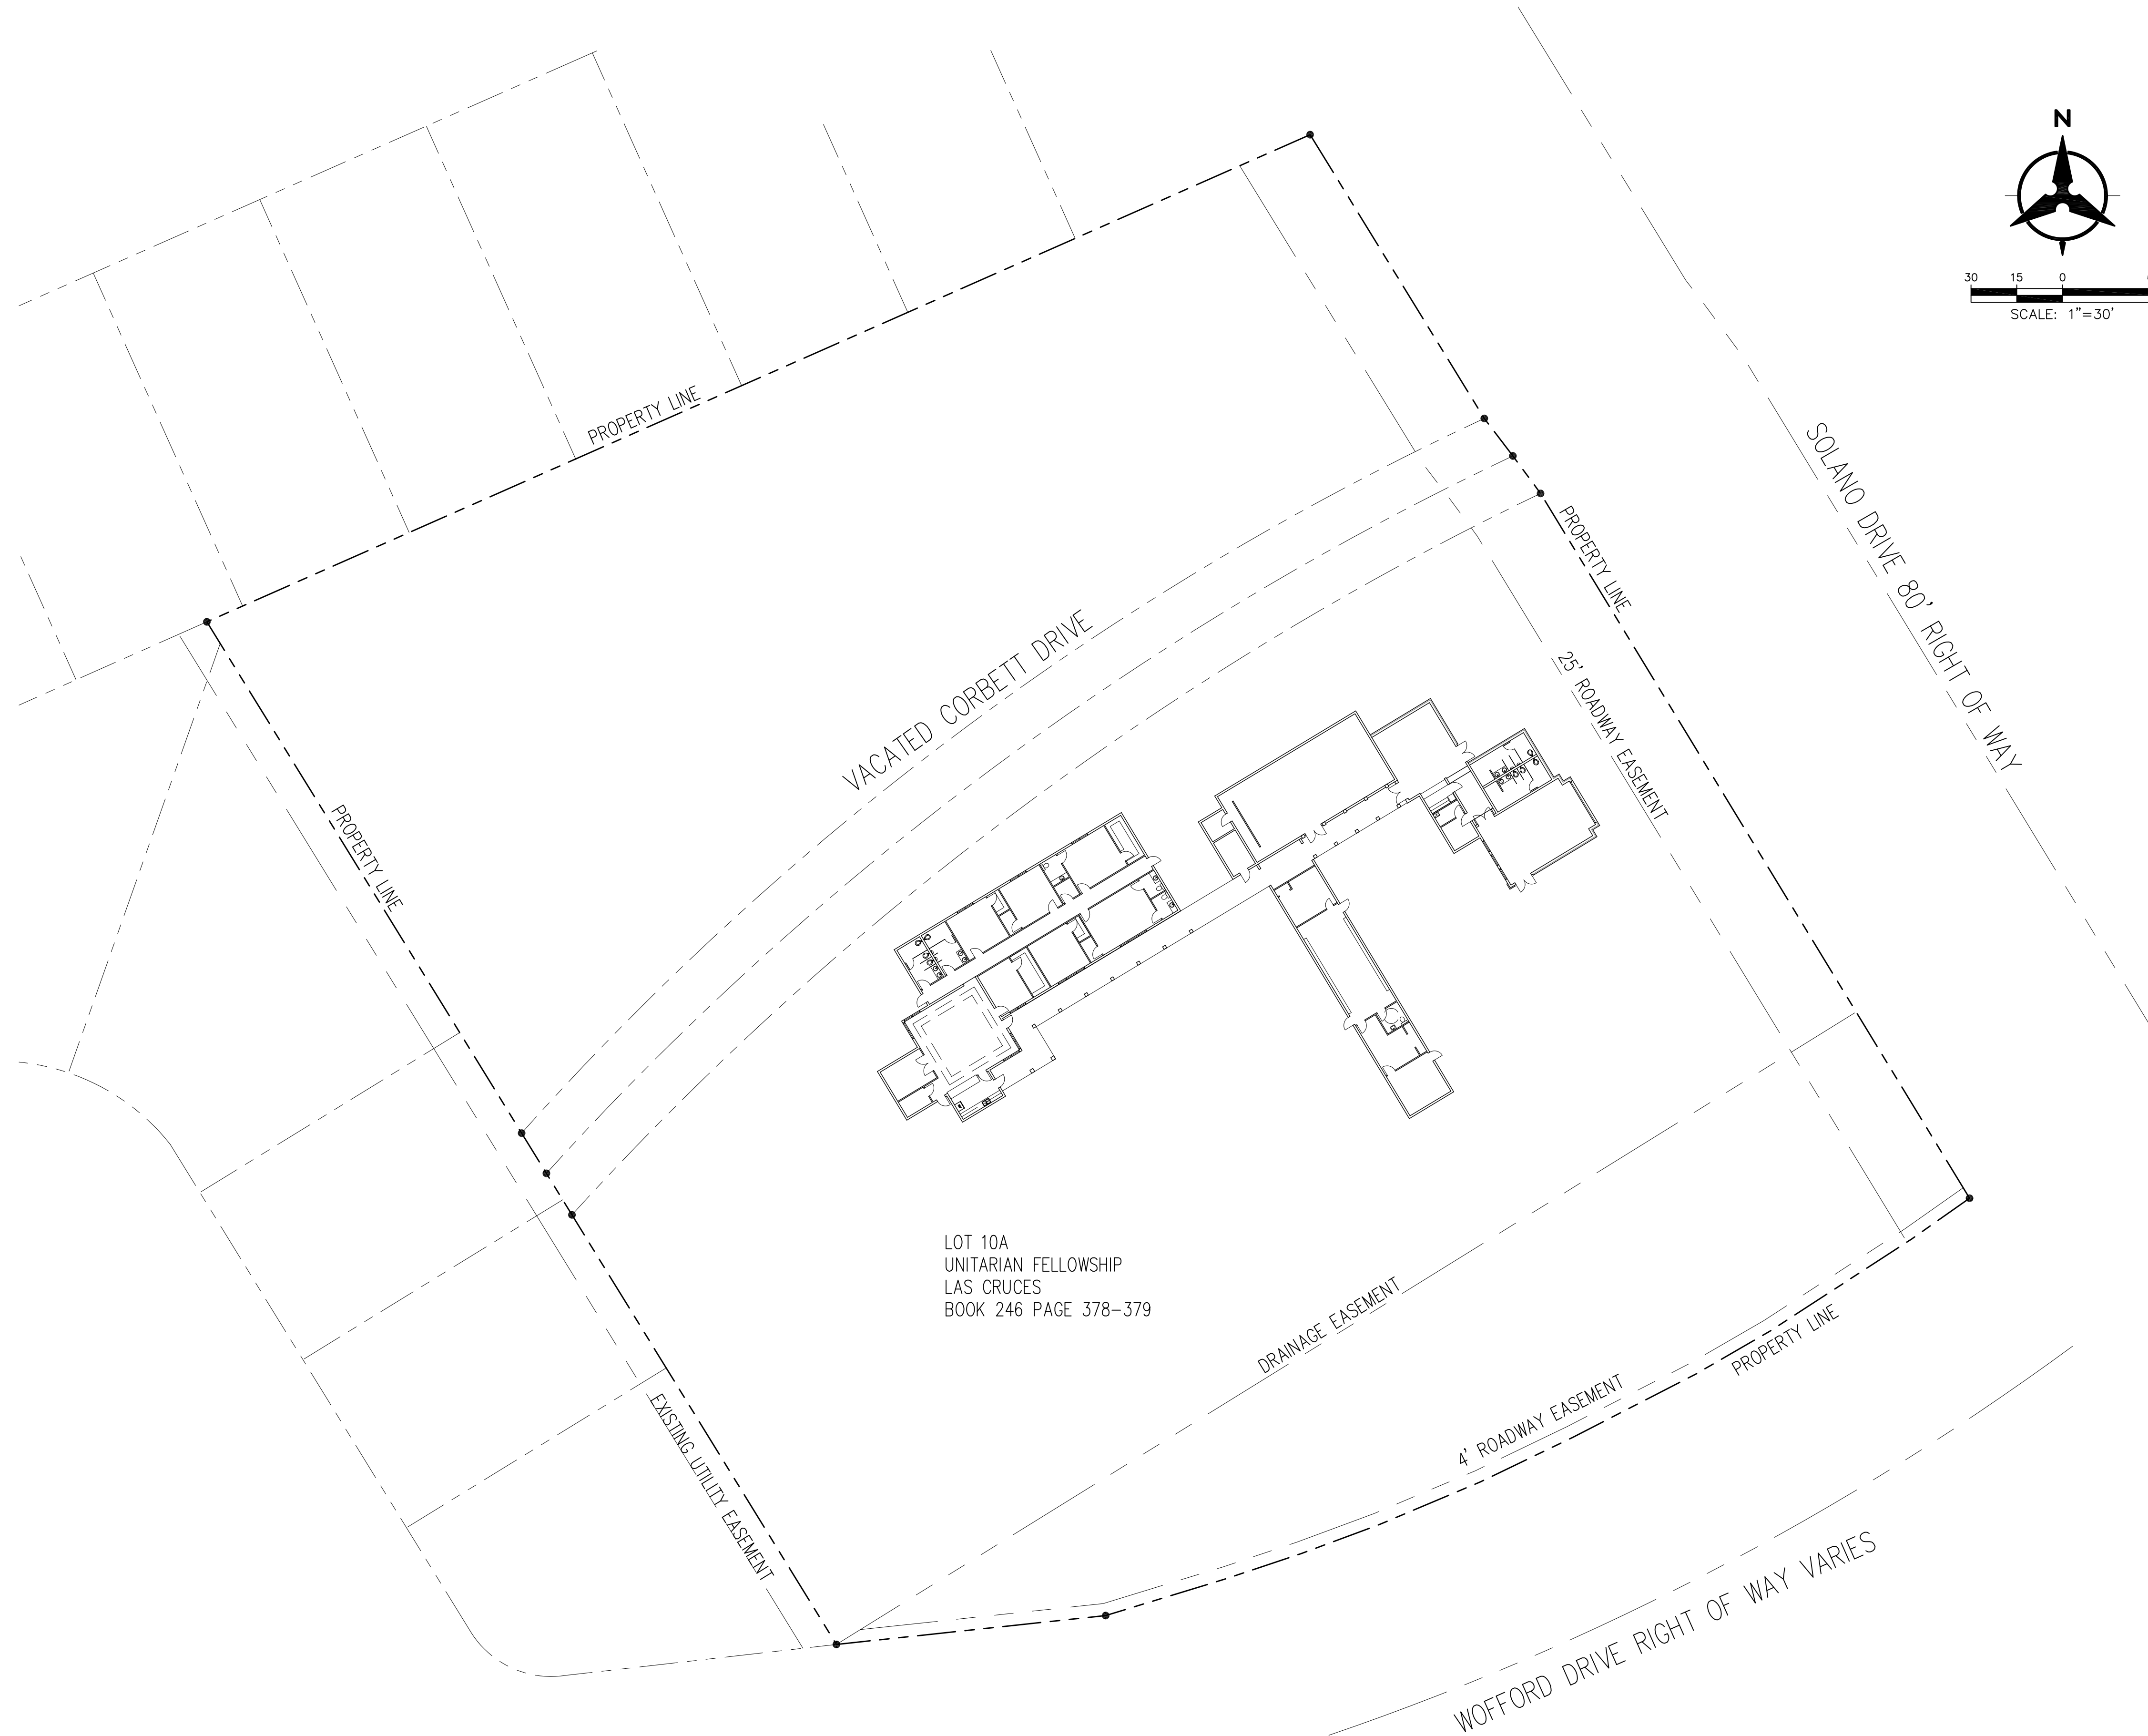 N
30 15 0
SCALE: 1"=30'
PROPERTY LINE
SOLANO DRIVE 80' RIGHT OF WAY
PROPERTY LINE
VACATED CORBETT DRIVE
25' ROADWAY EASEMENT
PROPERTY LINE
LOT 10A
UNITARIAN FELLOWSHIP
LAS CRUCES
BOOK 246 PAGE 378-379
DRAINAGE EASEMENT
PROPERTY LINE
4' ROADWAY EASEMENT
EXISTING UTILITY EASEMENT
WOFFORD DRIVE RIGHT OF WAY VARIES